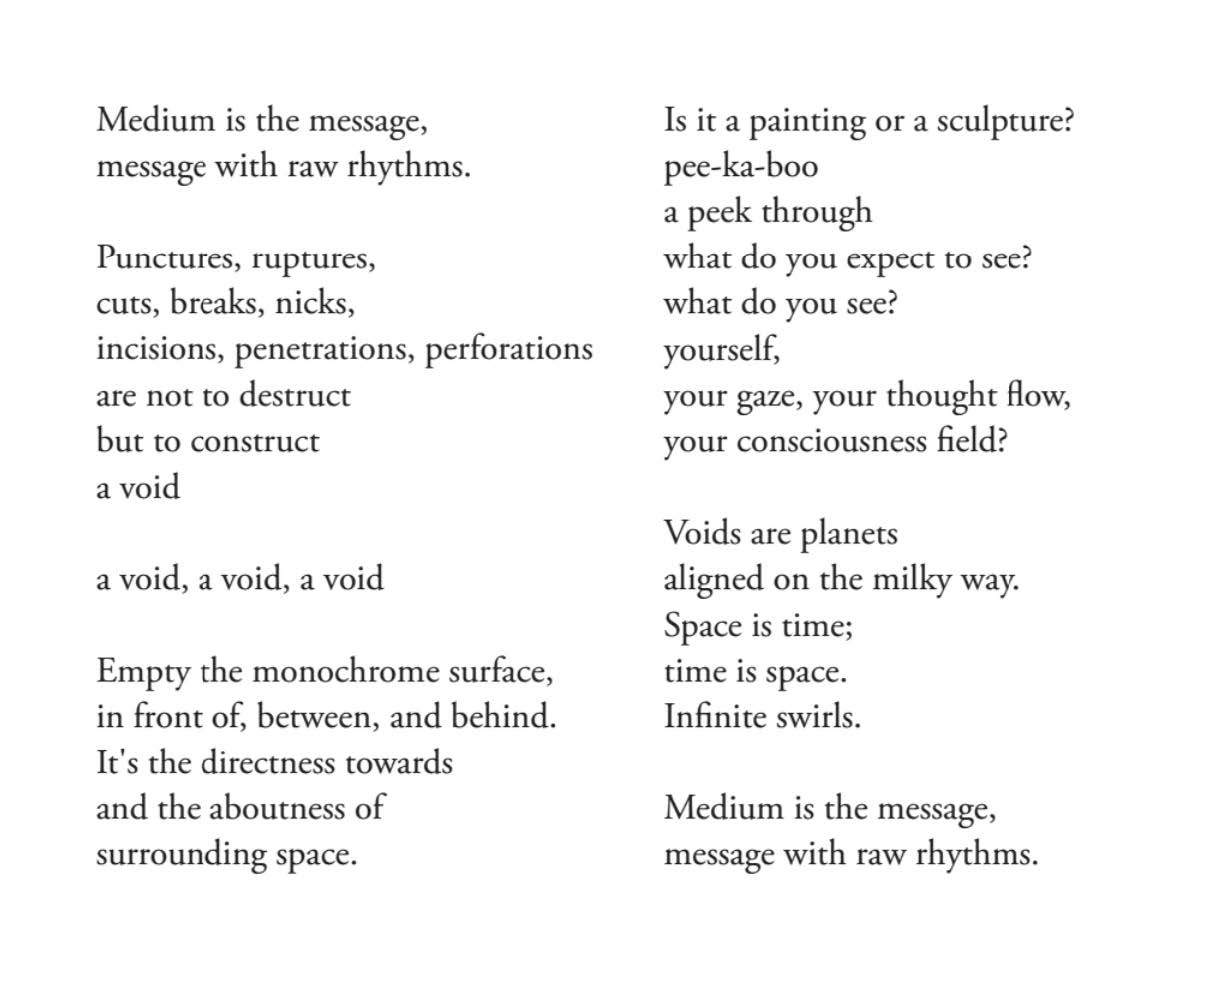 Medium is the message,
message with raw rhythms.

Punctures, ruptures,
cuts, breaks, nicks,
incisions, penetrations, perforations
are not to destruct
but to construct
a void

a void, a void, a void

Empty the monochrome surface,
in front of, between, and behind.
It's the directness towards
and the aboutness of
surrounding space.

Is it a painting or a sculpture?
pee-ka-boo
a peek through
what do you expect to see?
what do you see?
yourself,
your gaze, your thought flow,
your consciousness field?

Voids are planets
aligned on the milky way.
Space is time;
time is space.
Infinite swirls.

Medium is the message,
message with raw rhythms.